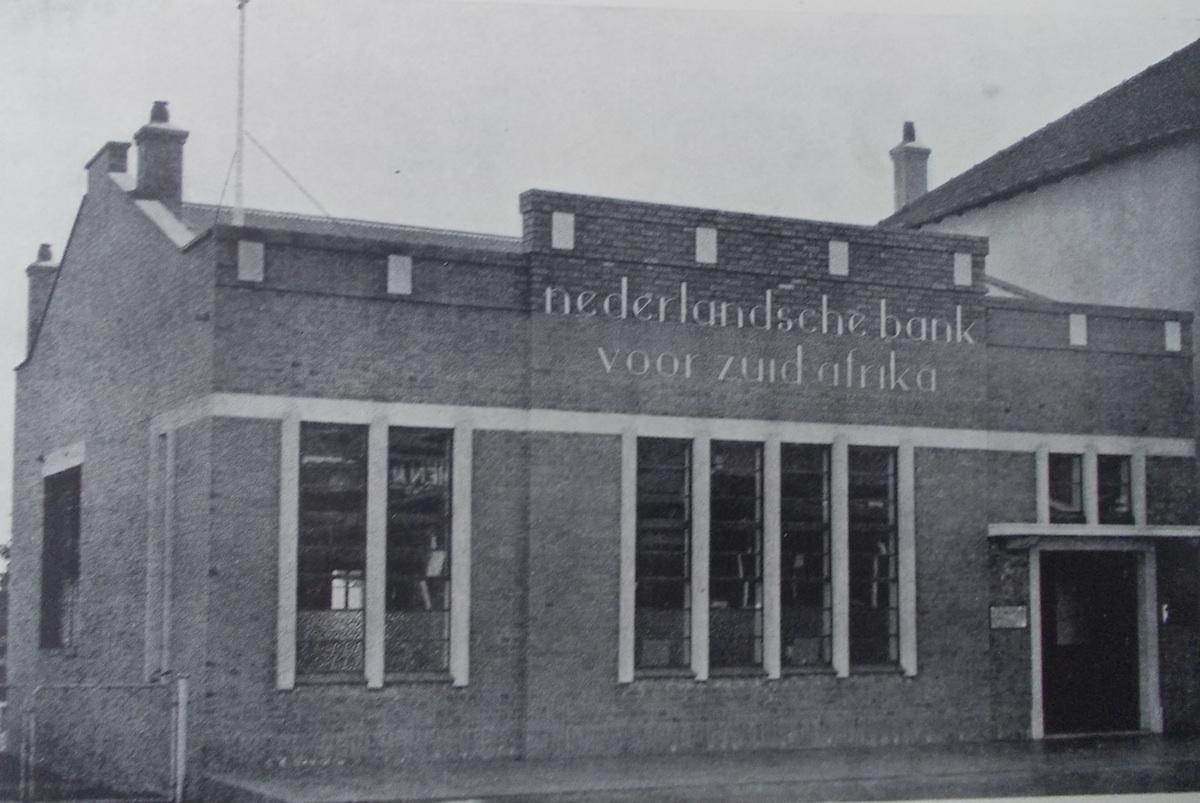 nederlandsche bank
voor zuid afrika